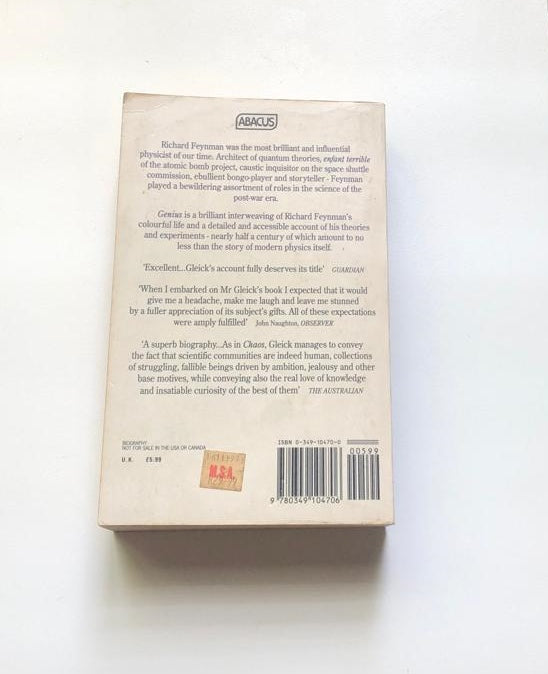 ABACUS
Richard Feynman was the most brilliant and influential
physicist of our time. Architect of quantum theories, enfant terrible
of the atomic bomb project, caustic inquisitor on the space shuttle
commission, ebullient bongo-player and storyteller - Feynman
played a bewildering assortment of roles in the science of the
post-war era.
Genius is a brilliant interweaving of Richard Feynman's
colourful life and a detailed and accessible account of his theories
and experiments - nearly half a century of which amount to no
less than the story of modern physics itself.
'Excellent...Gleick's account fully deserves its title' GUARDIAN
'When I embarked on Mr Gleick's book I expected that it would
give me a headache, make me laugh and leave me stunned
by a fuller appreciation of its subject's gifts. All of these expectations
were amply fulfilled' John Naughton, OBSERVER
'A superb biography...As in Chaos, Gleick manages to convey
the fact that scientific communities are indeed human, collections
of struggling, fallible beings driven by ambition, jealousy and other
base motives, while conveying also the real love of knowledge
and insatiable curiosity of the best of them' THE AUSTRALIAN
BIOGRAPHY
NOT FOR SALE IN THE USA OR CANADA
U.K. £5.99
M.S.A.
ISBN 0-349-10470-0
00599
9 780349 104706